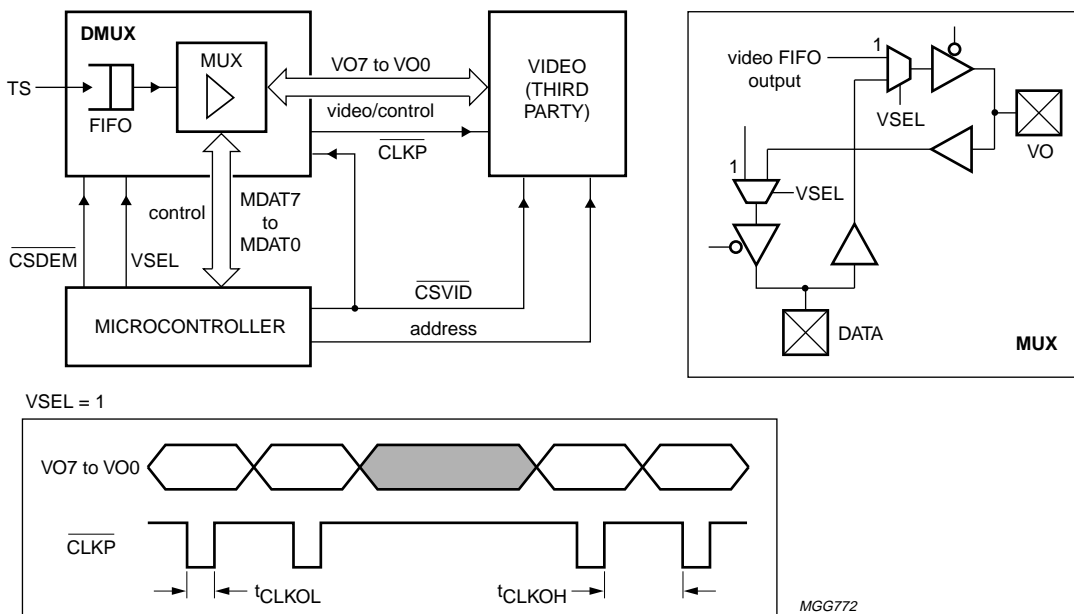 DMUX
MUX
TS
FIFO
VO7 to VO0
video/control
CLKP
VIDEO
(THIRD
PARTY)
control
MDAT7
to
MDAT0
CSDEM
VSEL
CSVID
address
MICROCONTROLLER
video FIFO
output
1
VSEL
VO
1
VSEL
DATA
MUX
VSEL = 1
VO7 to VO0
CLKP
tCLKOL
tCLKOH
MGG772